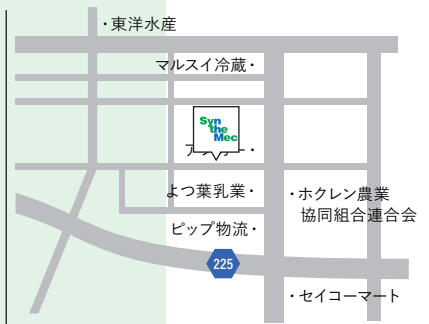 ・東洋水産
マルスイ冷蔵・
Syn
the
Mec
よつ葉乳業・
・ホクレン農業
協同組合連合会
ピップ物流・
225
・セイコーマート